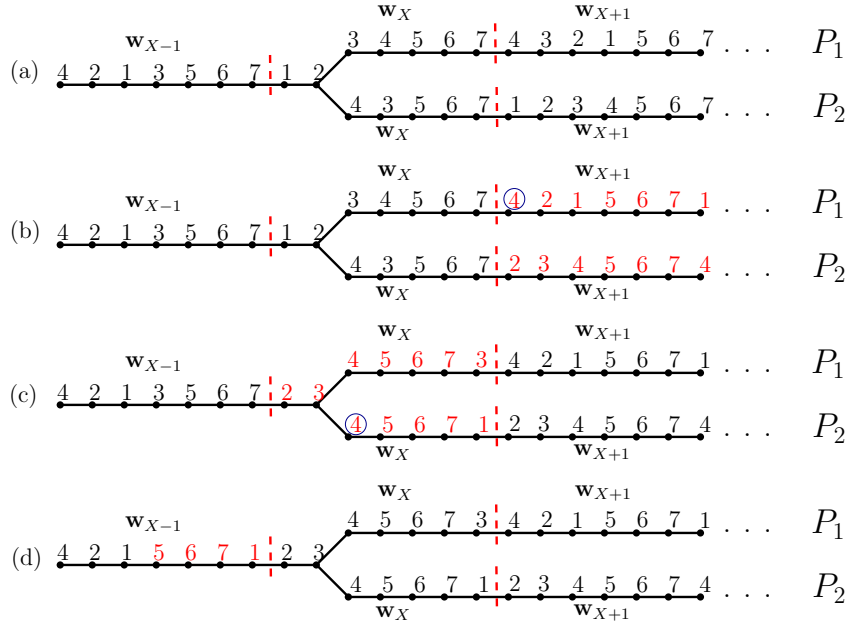 w_X w_{X+1}
w_{X−1} 3 4 5 6 7 4 3 2 1 5 6 7 . . . P_1
(a) 4 2 1 3 5 6 7 1 2
4 3 5 6 7 1 2 3 4 5 6 7 . . . P_2
w_X w_{X+1}
w_X w_{X+1}
w_{X−1} 3 4 5 6 7 4 2 1 5 6 7 1 . . . P_1
(b) 4 2 1 3 5 6 7 1 2
4 3 5 6 7 2 3 4 5 6 7 4 . . . P_2
w_X w_{X+1}
w_X w_{X+1}
w_{X−1} 4 5 6 7 3 4 2 1 5 6 7 1 . . . P_1
(c) 4 2 1 3 5 6 7 2 3
4 5 6 7 1 2 3 4 5 6 7 4 . . . P_2
w_X w_{X+1}
w_X w_{X+1}
w_{X−1} 4 5 6 7 3 4 2 1 5 6 7 1 . . . P_1
(d) 4 2 1 5 6 7 1 2 3
4 5 6 7 1 2 3 4 5 6 7 4 . . . P_2
w_X w_{X+1}